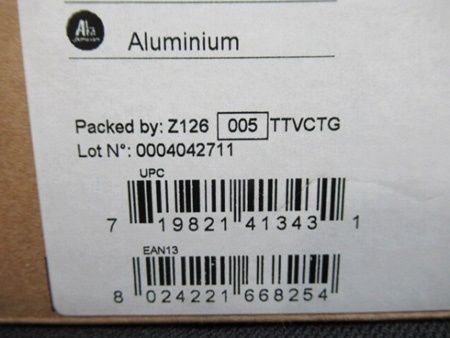 Aluminium
Packed by: Z126 005 TTVCTG
Lot N°: 0004042711
UPC
7 19821 41343 1
EAN13
8 024221 668254